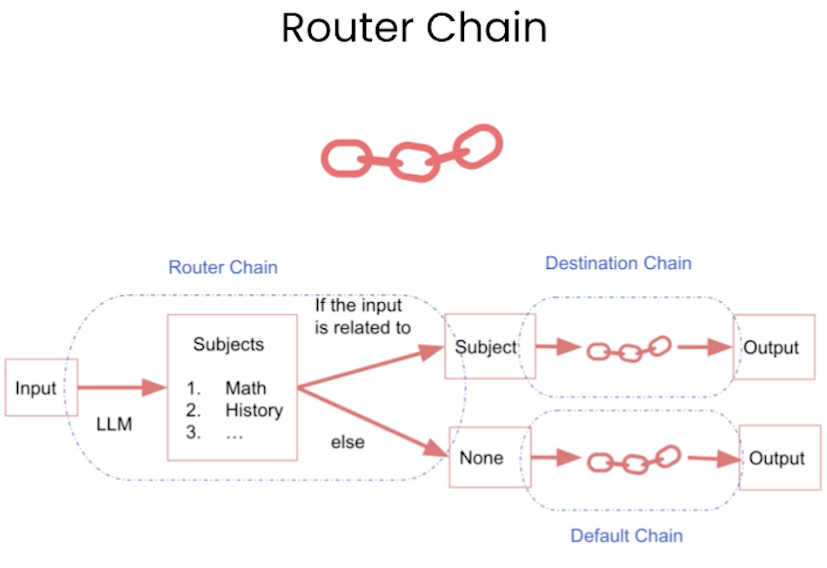 Router Chain
Router Chain
Destination Chain
If the input
is related to
Subjects
1. Math
2. History
3. ...
Input
LLM
else
Subject
Output
None
Output
Default Chain